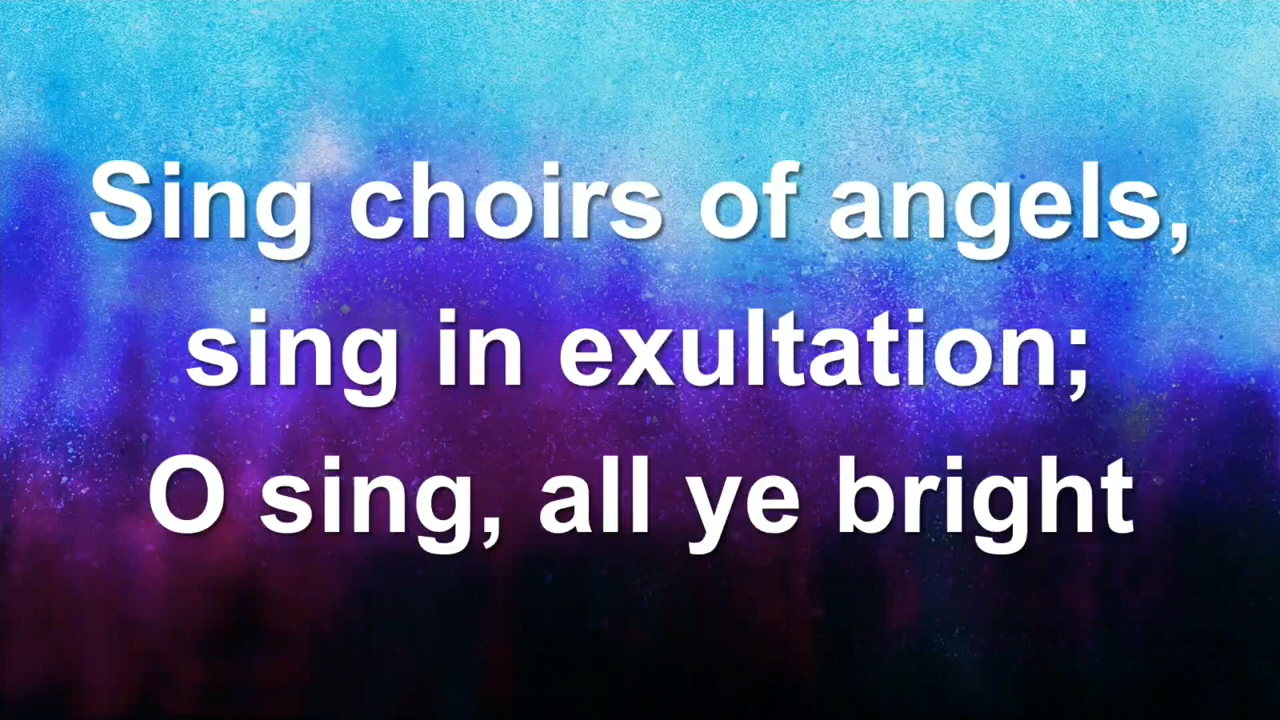 Sing choirs of angels,
sing in exultation;
O sing, all ye bright